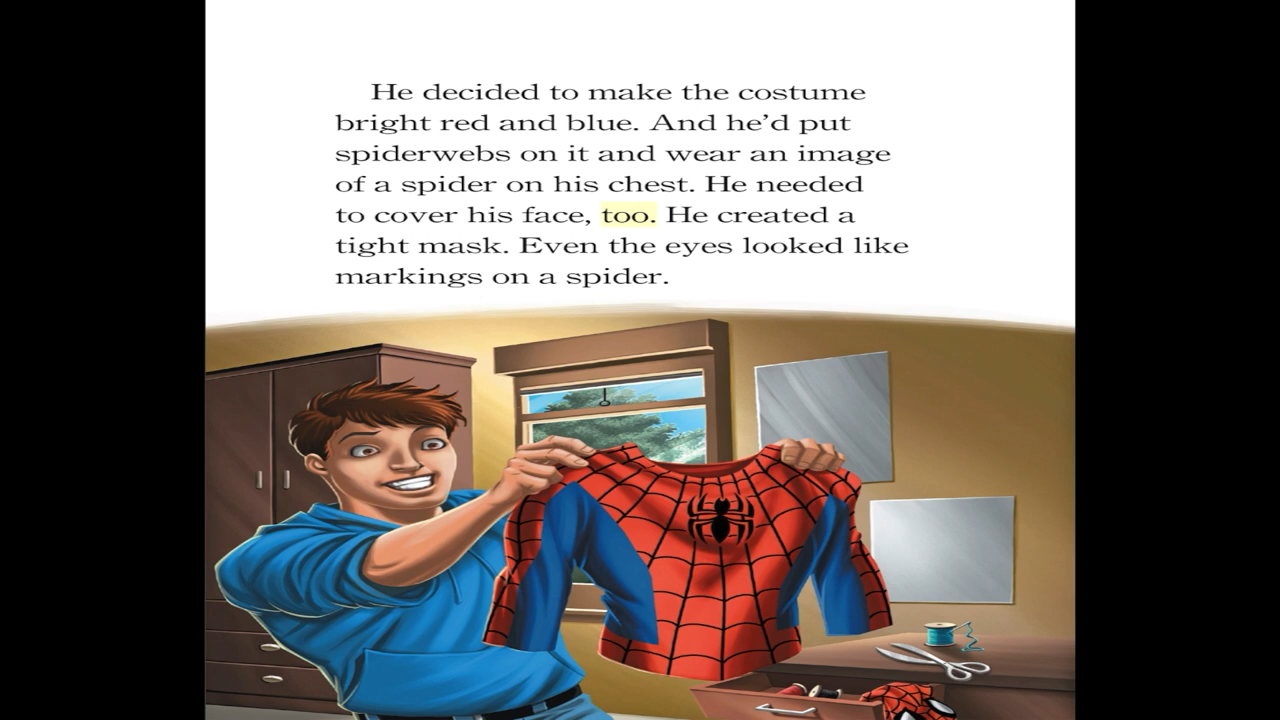 He decided to make the costume
bright red and blue. And he’d put
spiderwebs on it and wear an image
of a spider on his chest. He needed
to cover his face, too. He created a
tight mask. Even the eyes looked like
markings on a spider.